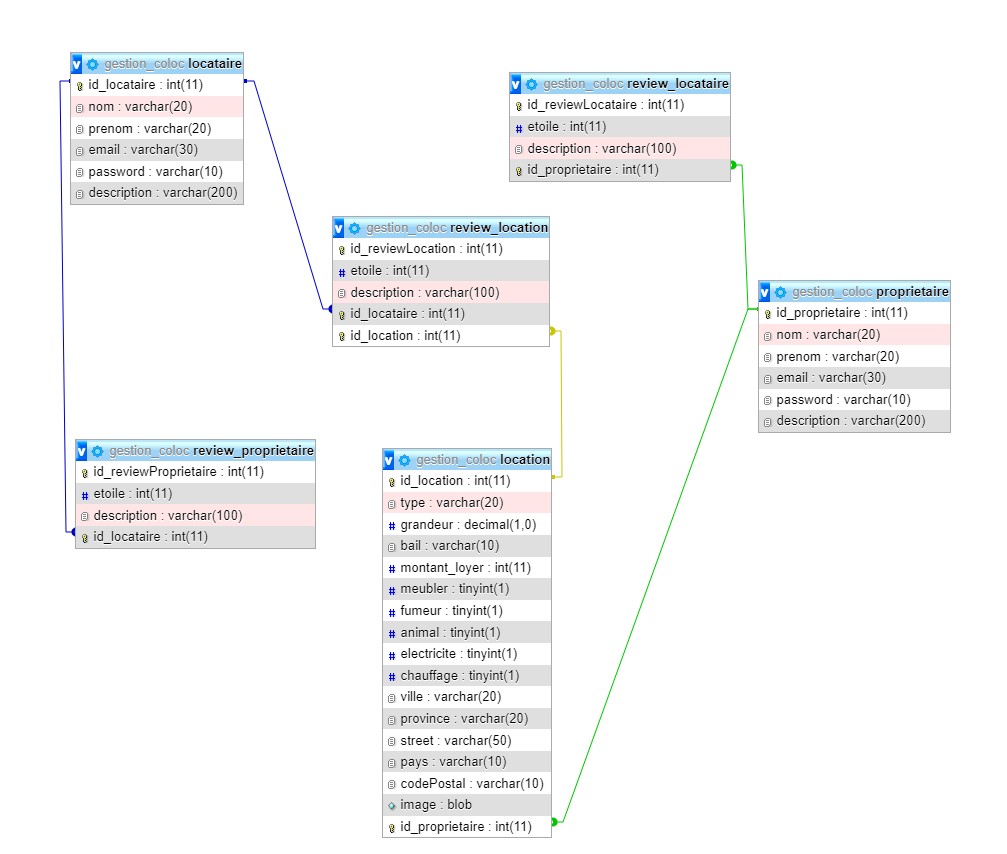 v gestion_coloc locataire
id_locataire : int(11)
nom : varchar(20)
prenom : varchar(20)
email : varchar(30)
password : varchar(10)
description : varchar(200)
v gestion_coloc review_locataire
id_reviewLocataire : int(11)
# etoile : int(11)
description : varchar(100)
id_proprietaire : int(11)
v gestion_coloc review_location
id_reviewLocation : int(11)
# etoile : int(11)
description : varchar(100)
id_locataire : int(11)
id_location : int(11)
v gestion_coloc proprietaire
id_proprietaire : int(11)
nom : varchar(20)
prenom : varchar(20)
email : varchar(30)
password : varchar(10)
description : varchar(200)
v gestion_coloc review_proprietaire
id_reviewProprietaire : int(11)
# etoile : int(11)
description : varchar(100)
id_locataire : int(11)
v gestion_coloc location
id_location : int(11)
type : varchar(20)
# grandeur : decimal(1,0)
bail : varchar(10)
# montant_loyer : int(11)
# meubler : tinyint(1)
# fumeur : tinyint(1)
# animal : tinyint(1)
# electricite : tinyint(1)
# chauffage : tinyint(1)
ville : varchar(20)
province : varchar(20)
street : varchar(50)
pays : varchar(10)
codePostal : varchar(10)
image : blob
id_proprietaire : int(11)